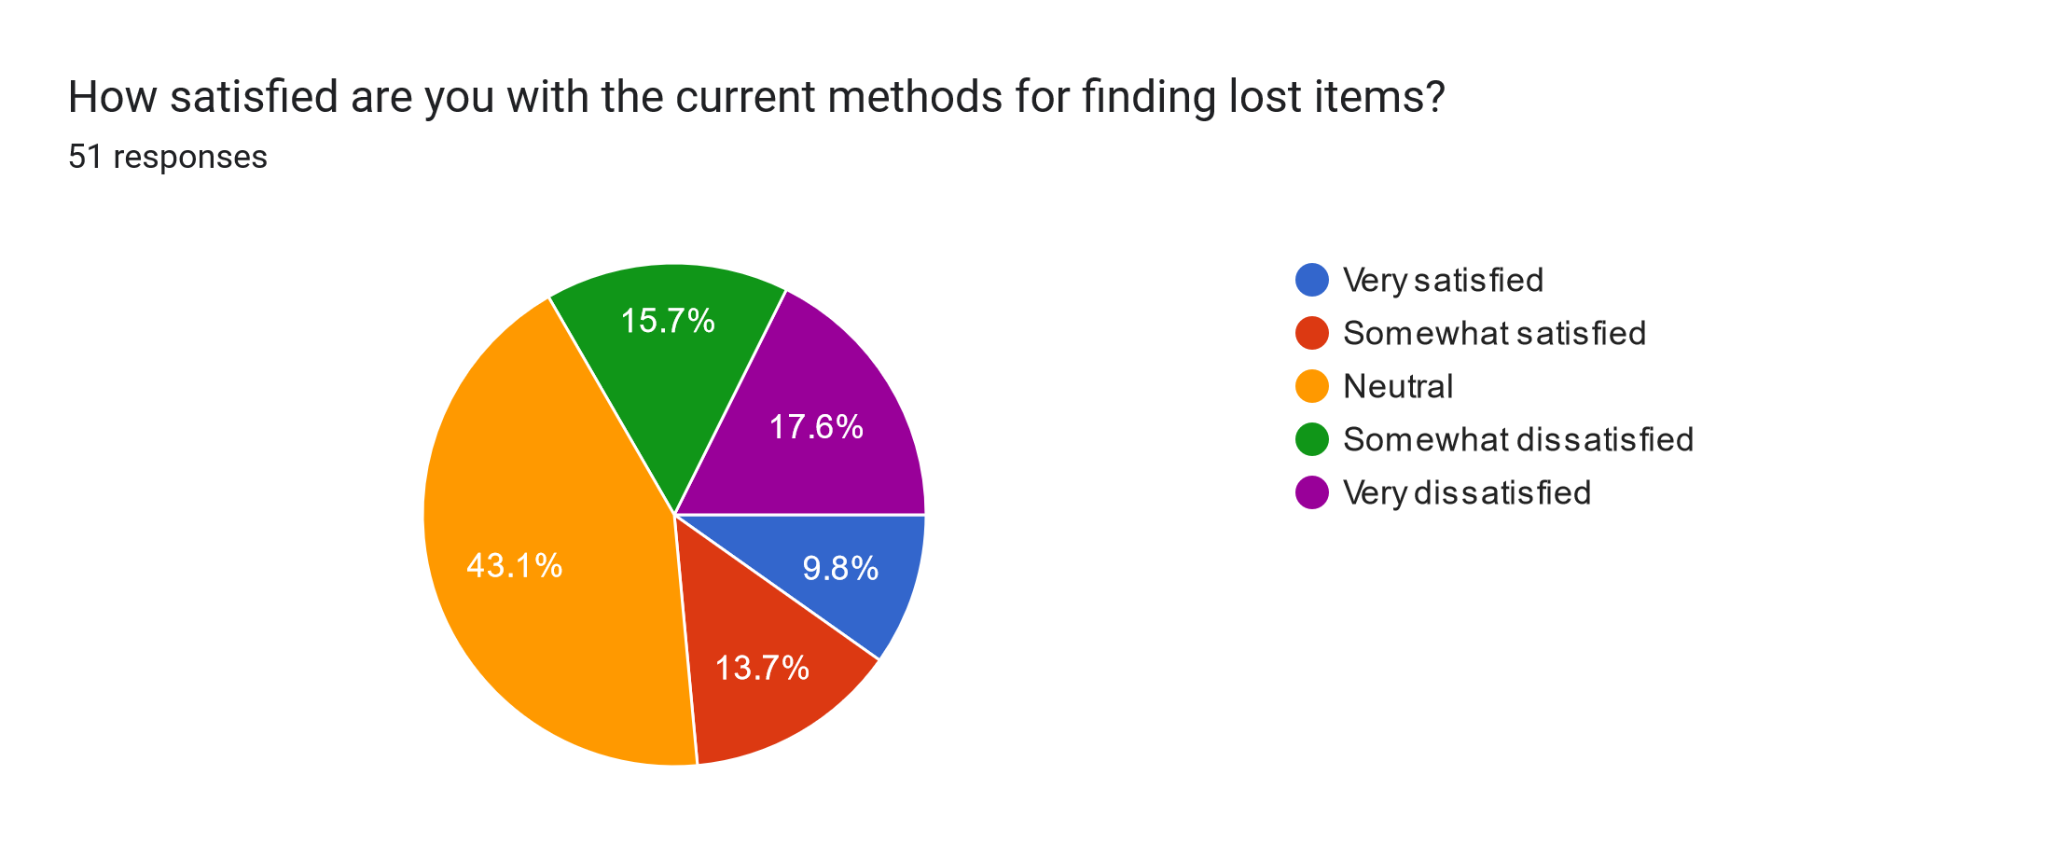 How satisfied are you with the current methods for finding lost items?
51 responses
15.7%
17.6%
43.1%
9.8%
13.7%
Very satisfied
Somewhat satisfied
Neutral
Somewhat dissatisfied
Very dissatisfied